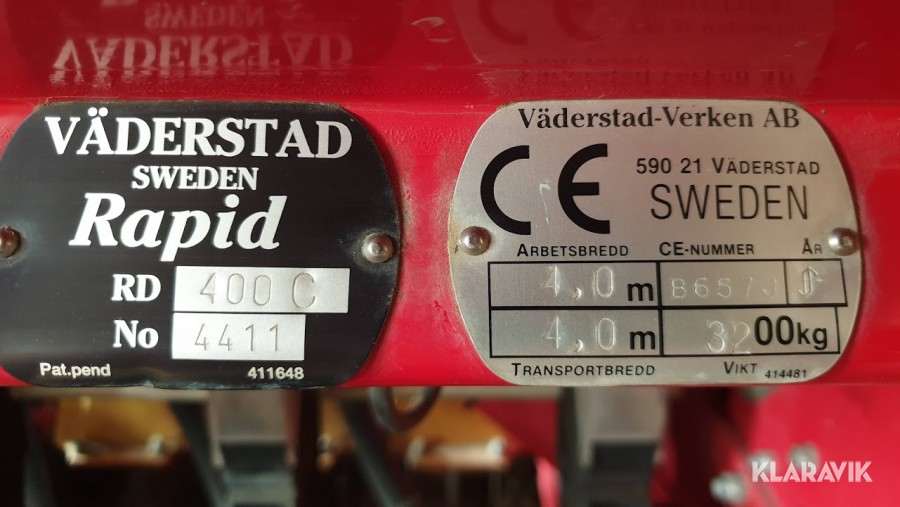 VÄDERSTAD
SWEDEN
Rapid
RD 400 C
No 4411
Pat.pend 411648
Väderstad-Verken AB
CE
590 21 VÄDERSTAD
SWEDEN
ARBETSBREDD CE-NUMMER ÅR
4,0 m 865/J
4,0 m 3200kg
TRANSPORTBREDD VIKT 414481
KLARAVIK